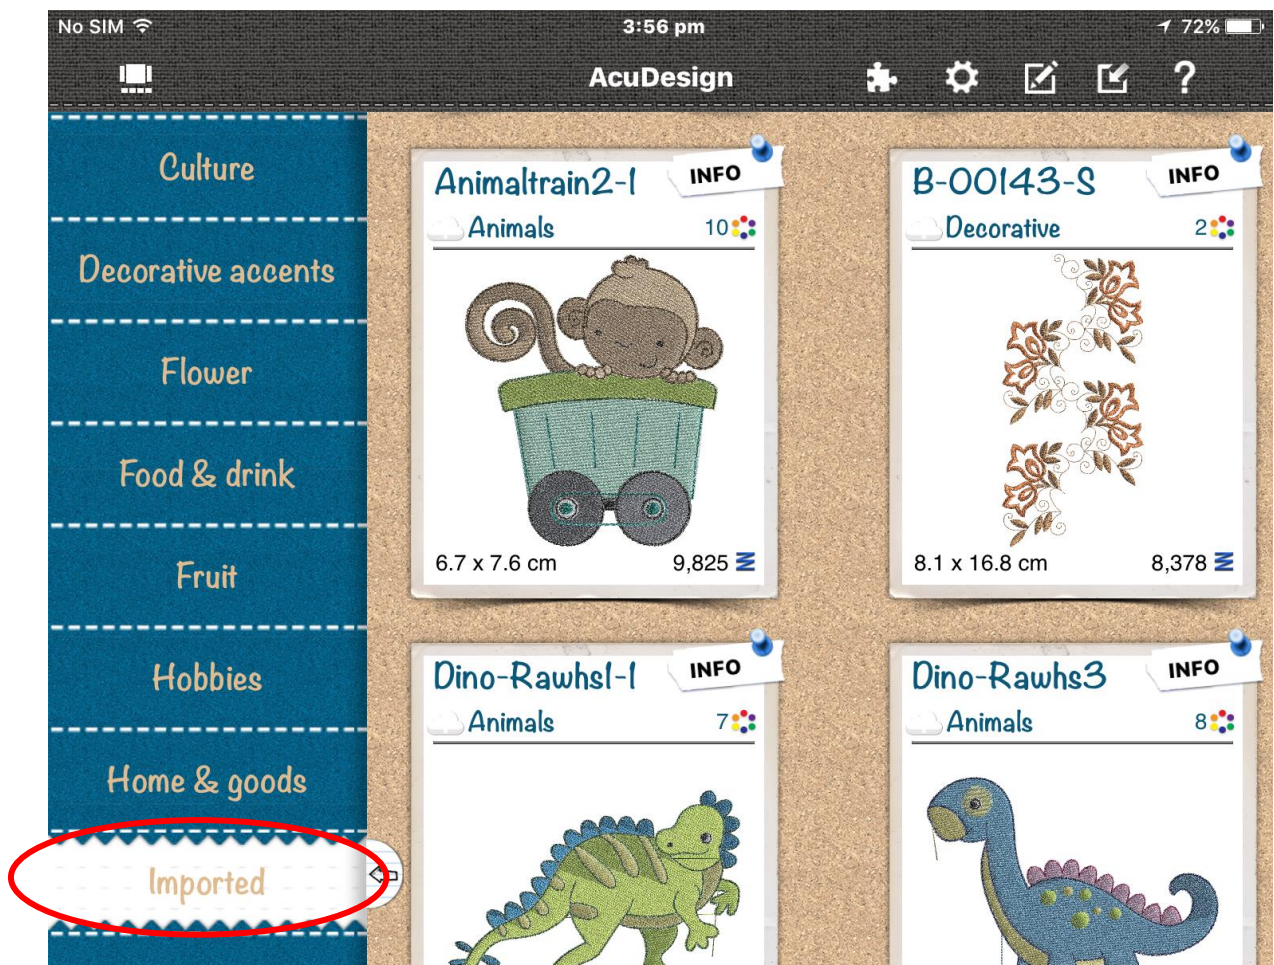 No SIM
3:56 pm
72%
AcuDesign
?
Culture
Decorative accents
Flower
Food & drink
Fruit
Hobbies
Home & goods
Imported
Animaltrain2-1
INFO
Animals
10
6.7 x 7.6 cm
9,825
B-00143-S
INFO
Decorative
2
8.1 x 16.8 cm
8,378
Dino-Rawhs1-1
INFO
Animals
7
Dino-Rawhs3
INFO
Animals
8